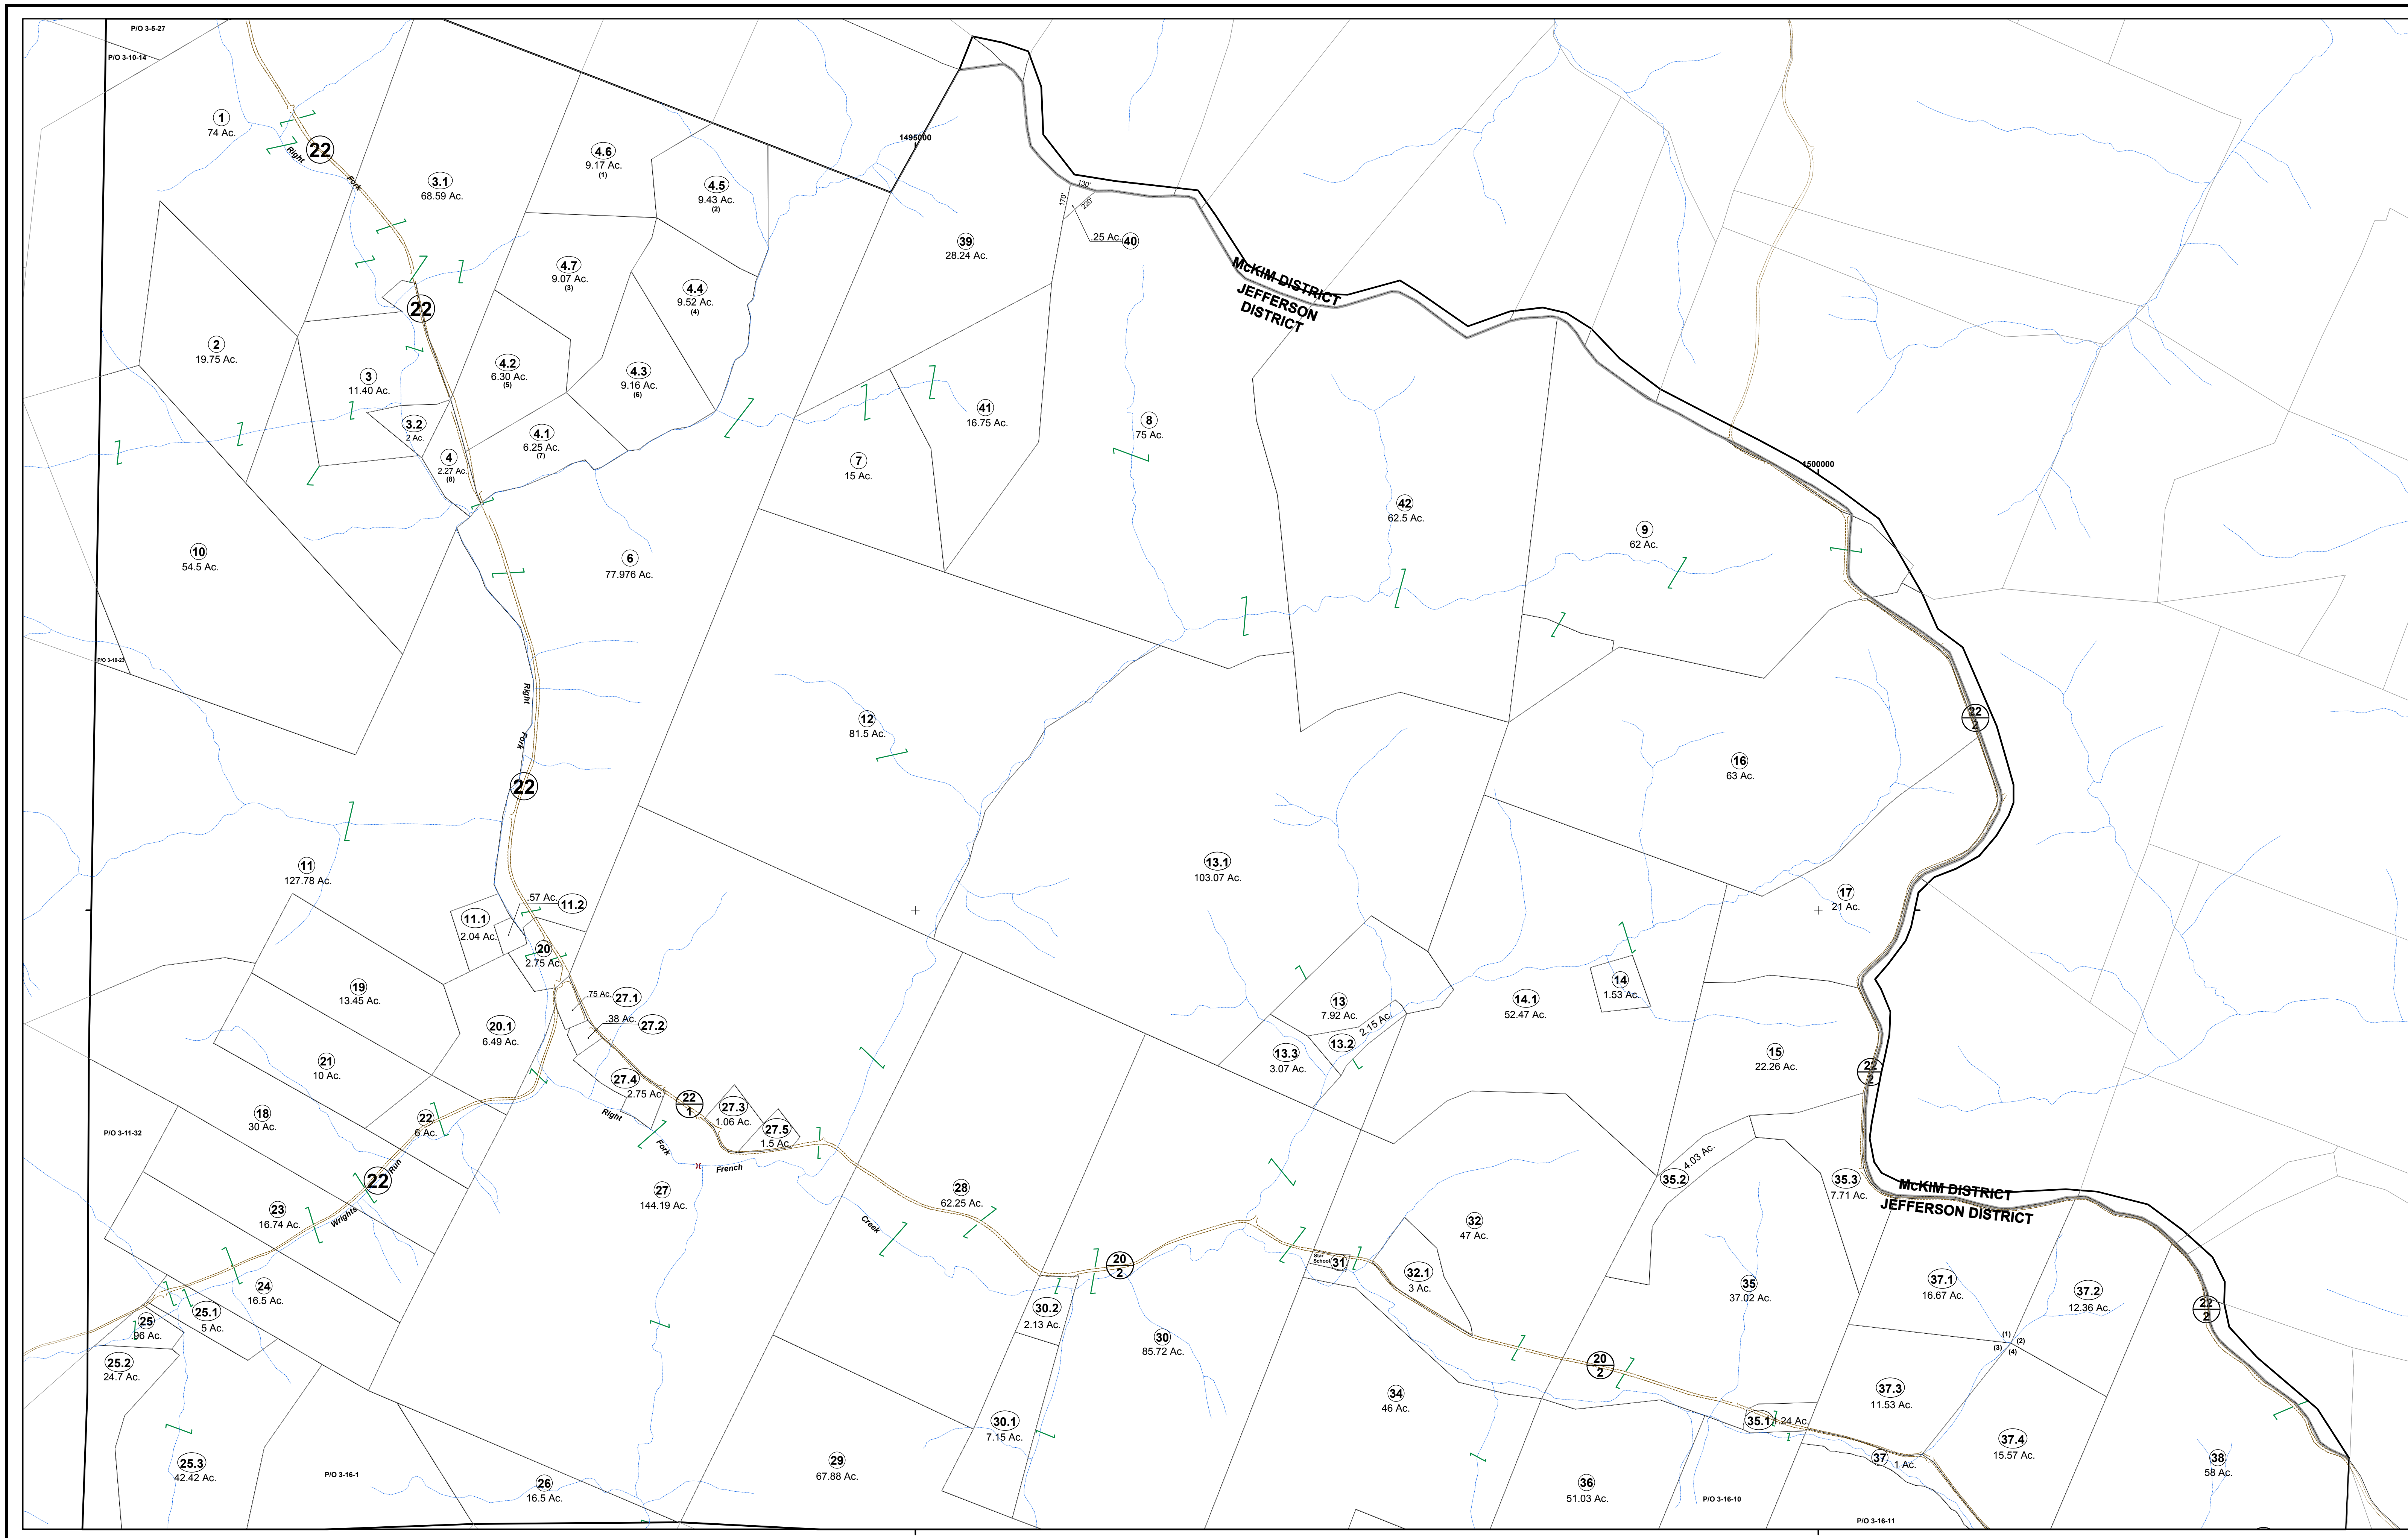 P/O 3-5-27
P/O 3-10-14
1
74 Ac.
22
Right
Fork
3.1
68.59 Ac.
4.6
9.17 Ac.
(1)
4.5
9.43 Ac.
(2)
1495000
39
28.24 Ac.
130'
170'
220'
.25 Ac.
40
McKIM DISTRICT
JEFFERSON
DISTRICT
4.7
9.07 Ac.
(3)
4.4
9.52 Ac.
(4)
22
2
19.75 Ac.
3
11.40 Ac.
4.2
6.30 Ac.
(5)
4.3
9.16 Ac.
(6)
3.2
2 Ac.
4.1
6.25 Ac.
(7)
4
2.27 Ac.
(8)
41
16.75 Ac.
7
15 Ac.
8
75 Ac.
1500000
42
62.5 Ac.
9
62 Ac.
10
54.5 Ac.
6
77.976 Ac.
P/O 3-10-23
Right
Fork
22
12
81.5 Ac.
22
2
16
63 Ac.
11
127.78 Ac.
13.1
103.07 Ac.
17
21 Ac.
.57 Ac.
11.2
11.1
2.04 Ac.
20
2.75 Ac.
19
13.45 Ac.
20.1
6.49 Ac.
.75 Ac.
27.1
.38 Ac.
27.2
13
7.92 Ac.
2.15 Ac.
13.2
13.3
3.07 Ac.
14
1.53 Ac.
14.1
52.47 Ac.
15
22.26 Ac.
22
2
21
10 Ac.
27.4
2.75 Ac.
22
1
27.3
1.06 Ac.
27.5
1.5 Ac.
Right
Fork
French
Creek
18
30 Ac.
P/O 3-11-32
22
6 Ac.
22
Wrights
Run
23
16.74 Ac.
27
144.19 Ac.
28
62.25 Ac.
4.03 Ac.
35.2
35.3
7.71 Ac.
McKIM DISTRICT
JEFFERSON DISTRICT
32
47 Ac.
20
2
Star
School
31
32.1
3 Ac.
24
16.5 Ac.
25.1
5 Ac.
25
.96 Ac.
25.2
24.7 Ac.
30.2
2.13 Ac.
30
85.72 Ac.
35
37.02 Ac.
37.1
16.67 Ac.
37.2
12.36 Ac.
(1)
(2)
(3)
(4)
22
2
20
2
34
46 Ac.
37.3
11.53 Ac.
35.1
1.24 Ac.
30.1
7.15 Ac.
37.4
15.57 Ac.
25.3
42.42 Ac.
P/O 3-16-1
26
16.5 Ac.
29
67.88 Ac.
37
1 Ac.
38
58 Ac.
36
51.03 Ac.
P/O 3-16-10
P/O 3-16-11